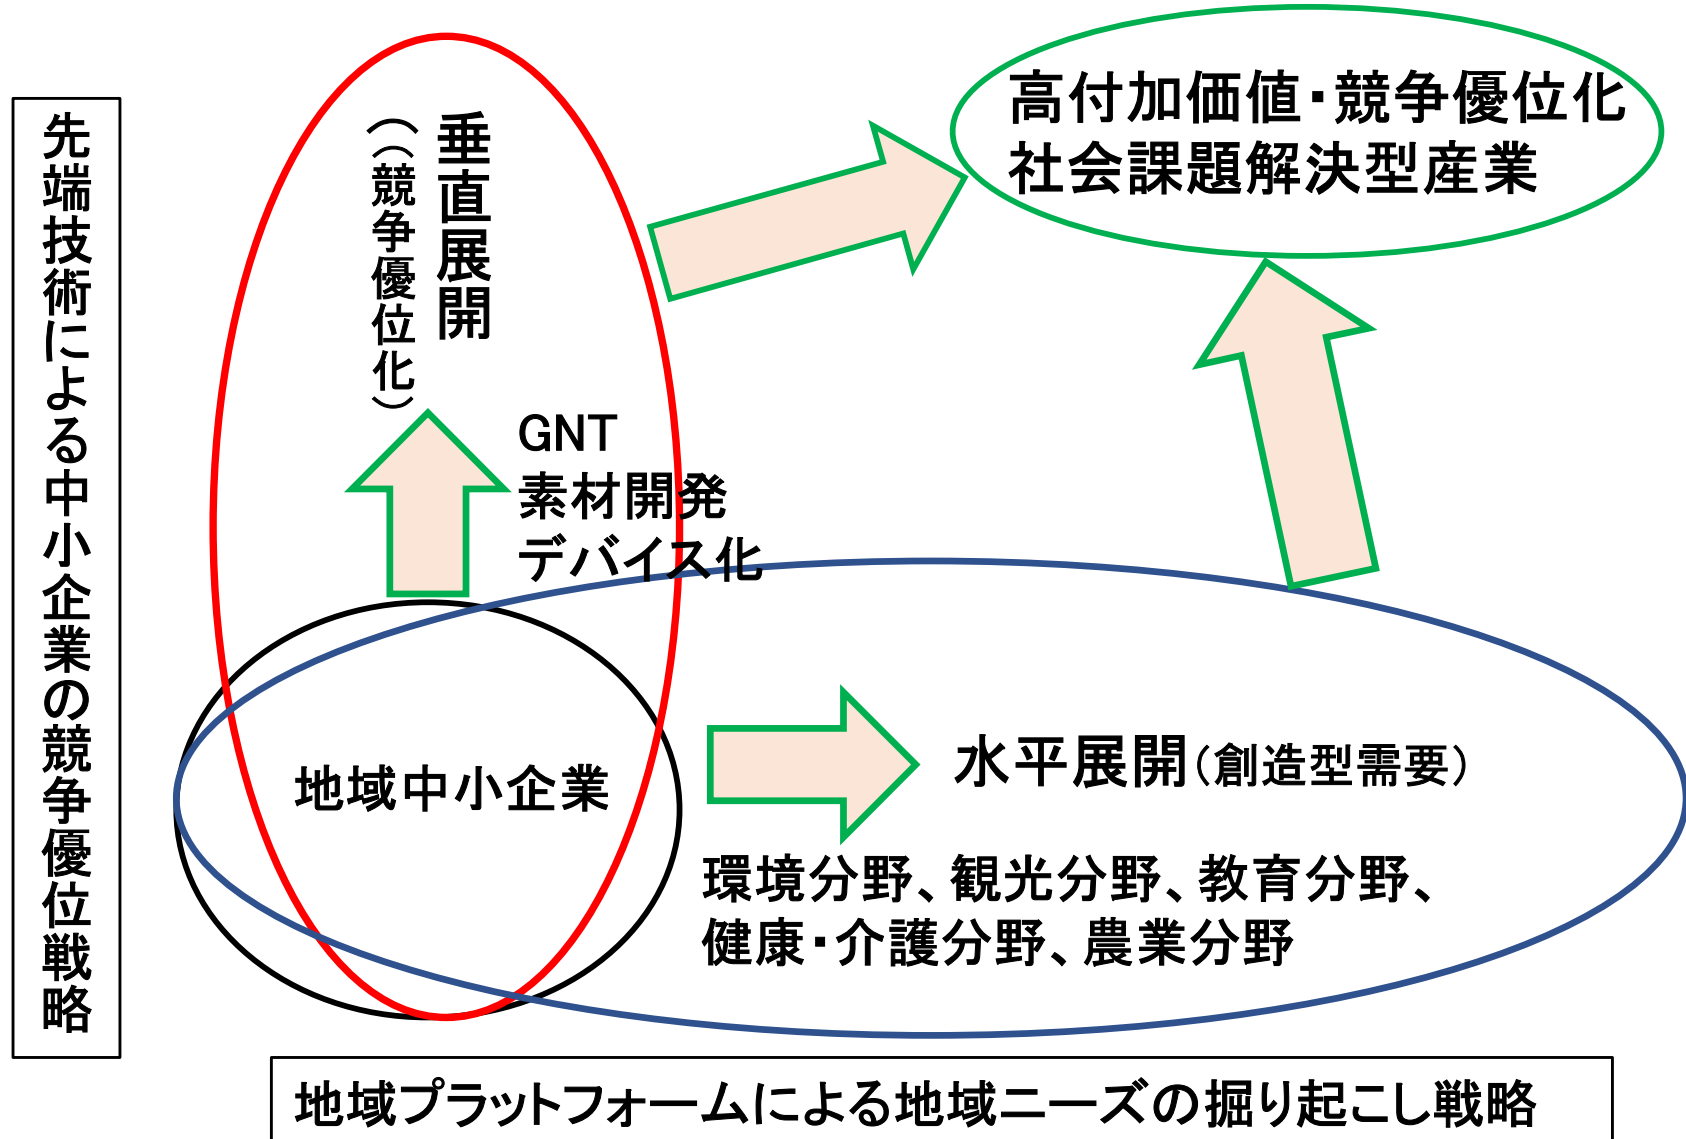 先端技術による中小企業の競争優位戦略
垂直展開
（（競争優位化）
GNT
素材開発
デバイス化
高付加価値・競争優位化
社会課題解決型産業
地域中小企業
水平展開（創造型需要）
環境分野、観光分野、教育分野、
健康・介護分野、農業分野
地域プラットフォームによる地域ニーズの掘り起こし戦略